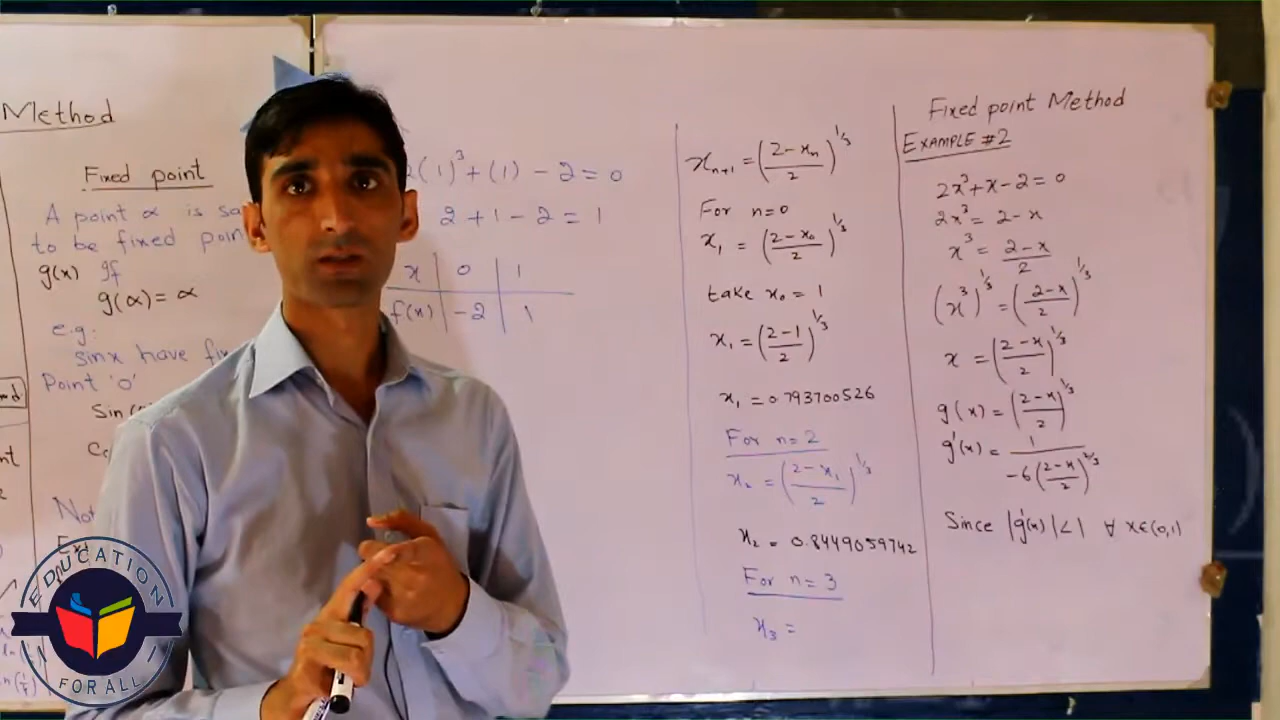 Method
Fixed point
A point α is sa
to be fixed poin
g(x) If
g(α) = α
e.g:
sinx have fix
Point '0'
Sin
Not
2(1)³ + (1) - 2 = 0
2 + 1 - 2 = 1
x | 0 | 1
f(x) | -2 | 1
xₙ₊₁ = ((2-xₙ)/2)^(1/3)
For n=0
x₁ = ((2-x₀)/2)^(1/3)
take x₀ = 1
x₁ = ((2-1)/2)^(1/3)
x₁ = 0.793700526
For n=2
x₂ = ((2-x₁)/2)^(1/3)
x₂ = 0.8449059742
For n=3
x₃ =
Fixed point Method
EXAMPLE #2
2x³+x-2=0
2x³ = 2-x
x³ = (2-x)/2
(x³)^(1/3) = ((2-x)/2)^(1/3)
x = ((2-x)/2)^(1/3)
g(x) = ((2-x)/2)^(1/3)
g'(x) = 1/(-6((2-x)/2)^(2/3))
Since |g'(x)|<1 ∀ x∈(0,1)
EDUCATION
FOR ALL